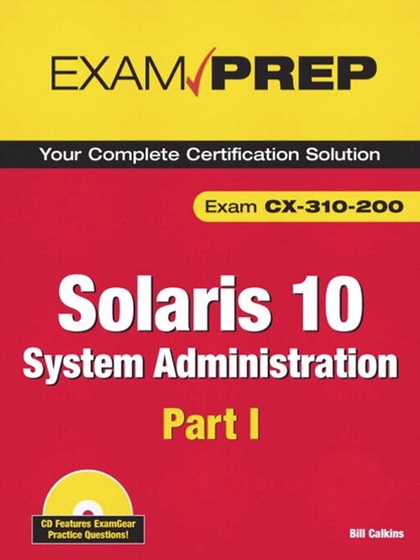 EXAM PREP
Your Complete Certification Solution
Exam CX-310-200
Solaris 10
System Administration
Part I
CD Features ExamGear
Practice Questions!
Bill Calkins